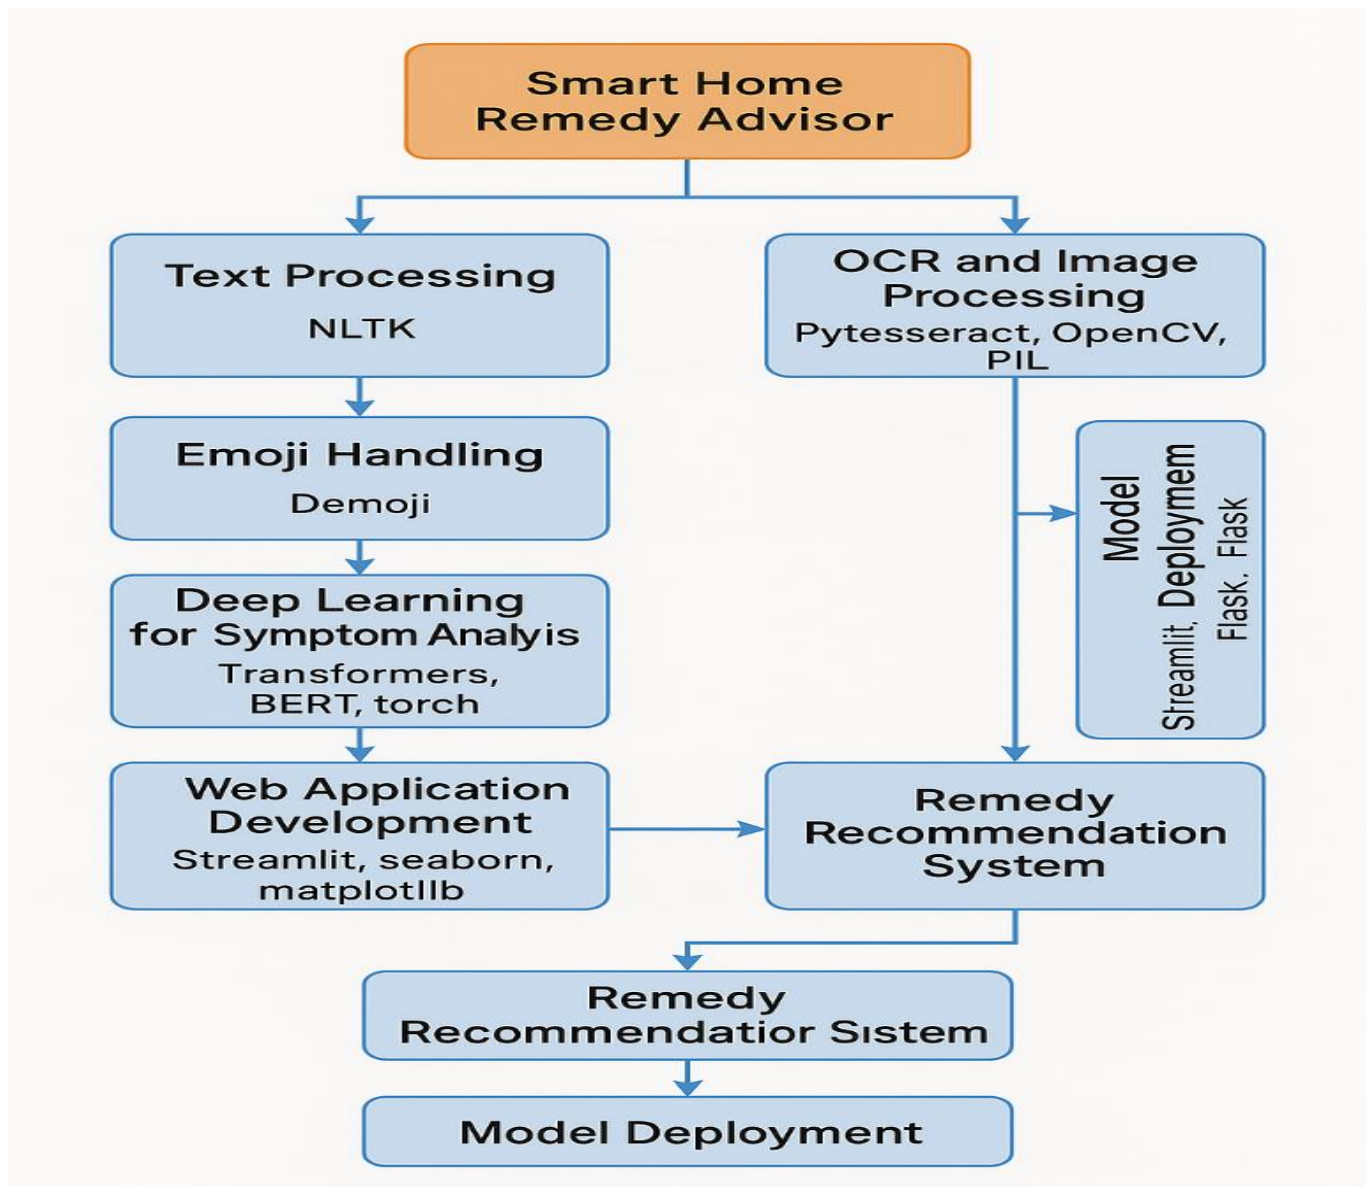 Smart Home
Remedy Advisor
Text Processing
NLTK
OCR and Image
Processing
Pytesseract, OpenCV,
PIL
Emoji Handling
Demoji
Model
Streamlit, Deploymem
Flask. Flask
Deep Learning
for Symptom Analyis
Transformers,
BERT, torch
Web Application
Development
Streamlit, seaborn,
matplotlIb
Remedy
Recommendation
System
Remedy
Recommendatior Sıstem
Model Deployment